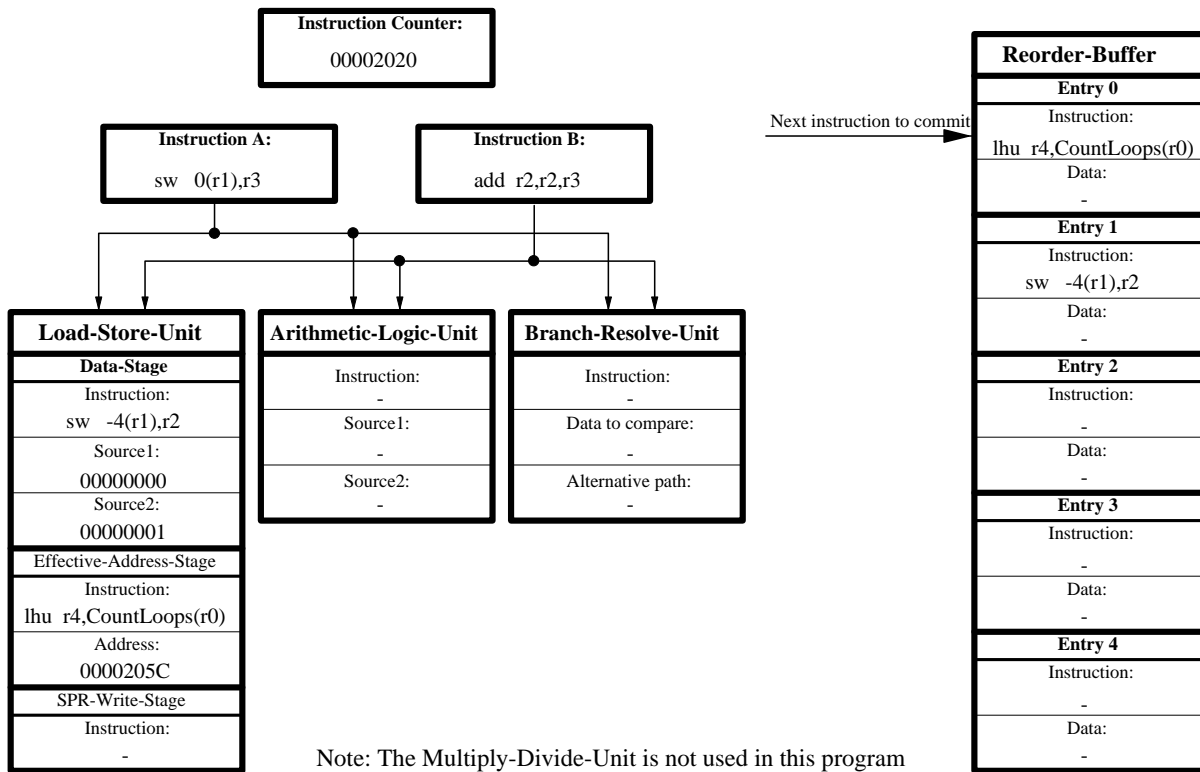 Instruction Counter:
00002020
Instruction A:
sw 0(r1),r3
Instruction B:
add r2,r2,r3
Load-Store-Unit
Data-Stage
Instruction:
sw -4(r1),r2
Source1:
00000000
Source2:
00000001
Effective-Address-Stage
Instruction:
lhu r4,CountLoops(r0)
Address:
0000205C
SPR-Write-Stage
Instruction:
-
Arithmetic-Logic-Unit
Instruction:
-
Source1:
-
Source2:
-
Branch-Resolve-Unit
Instruction:
-
Data to compare:
-
Alternative path:
-
Next instruction to commit
Reorder-Buffer
Entry 0
Instruction:
lhu r4,CountLoops(r0)
Data:
-
Entry 1
Instruction:
sw -4(r1),r2
Data:
-
Entry 2
Instruction:
-
Data:
-
Entry 3
Instruction:
-
Data:
-
Entry 4
Instruction:
-
Data:
-
Note: The Multiply-Divide-Unit is not used in this program